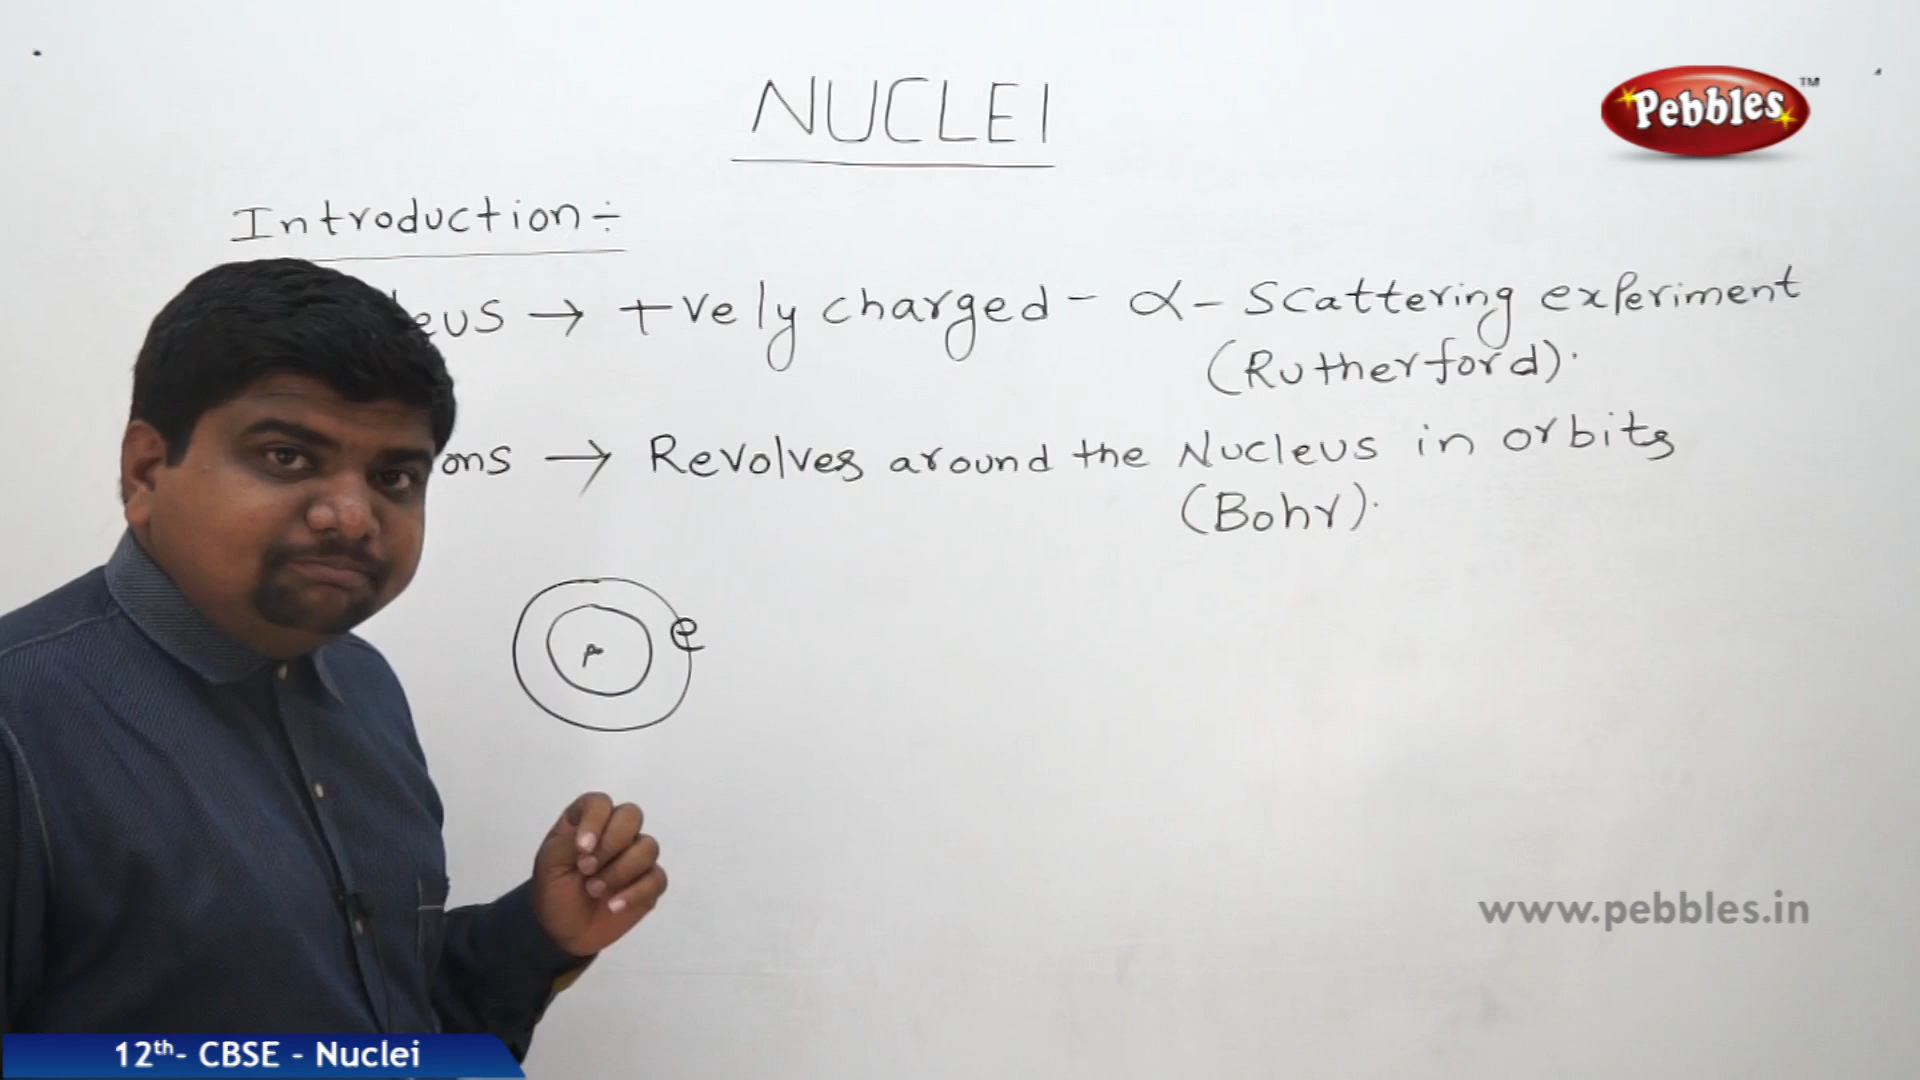 NUCLEI
Pebbles™
Introduction ÷
eus → +vely charged - α - Scattering experiment
(Rutherford).
ons → Revolves around the Nucleus in orbits
(Bohr).
e
www.pebbles.in
12th- CBSE - Nuclei